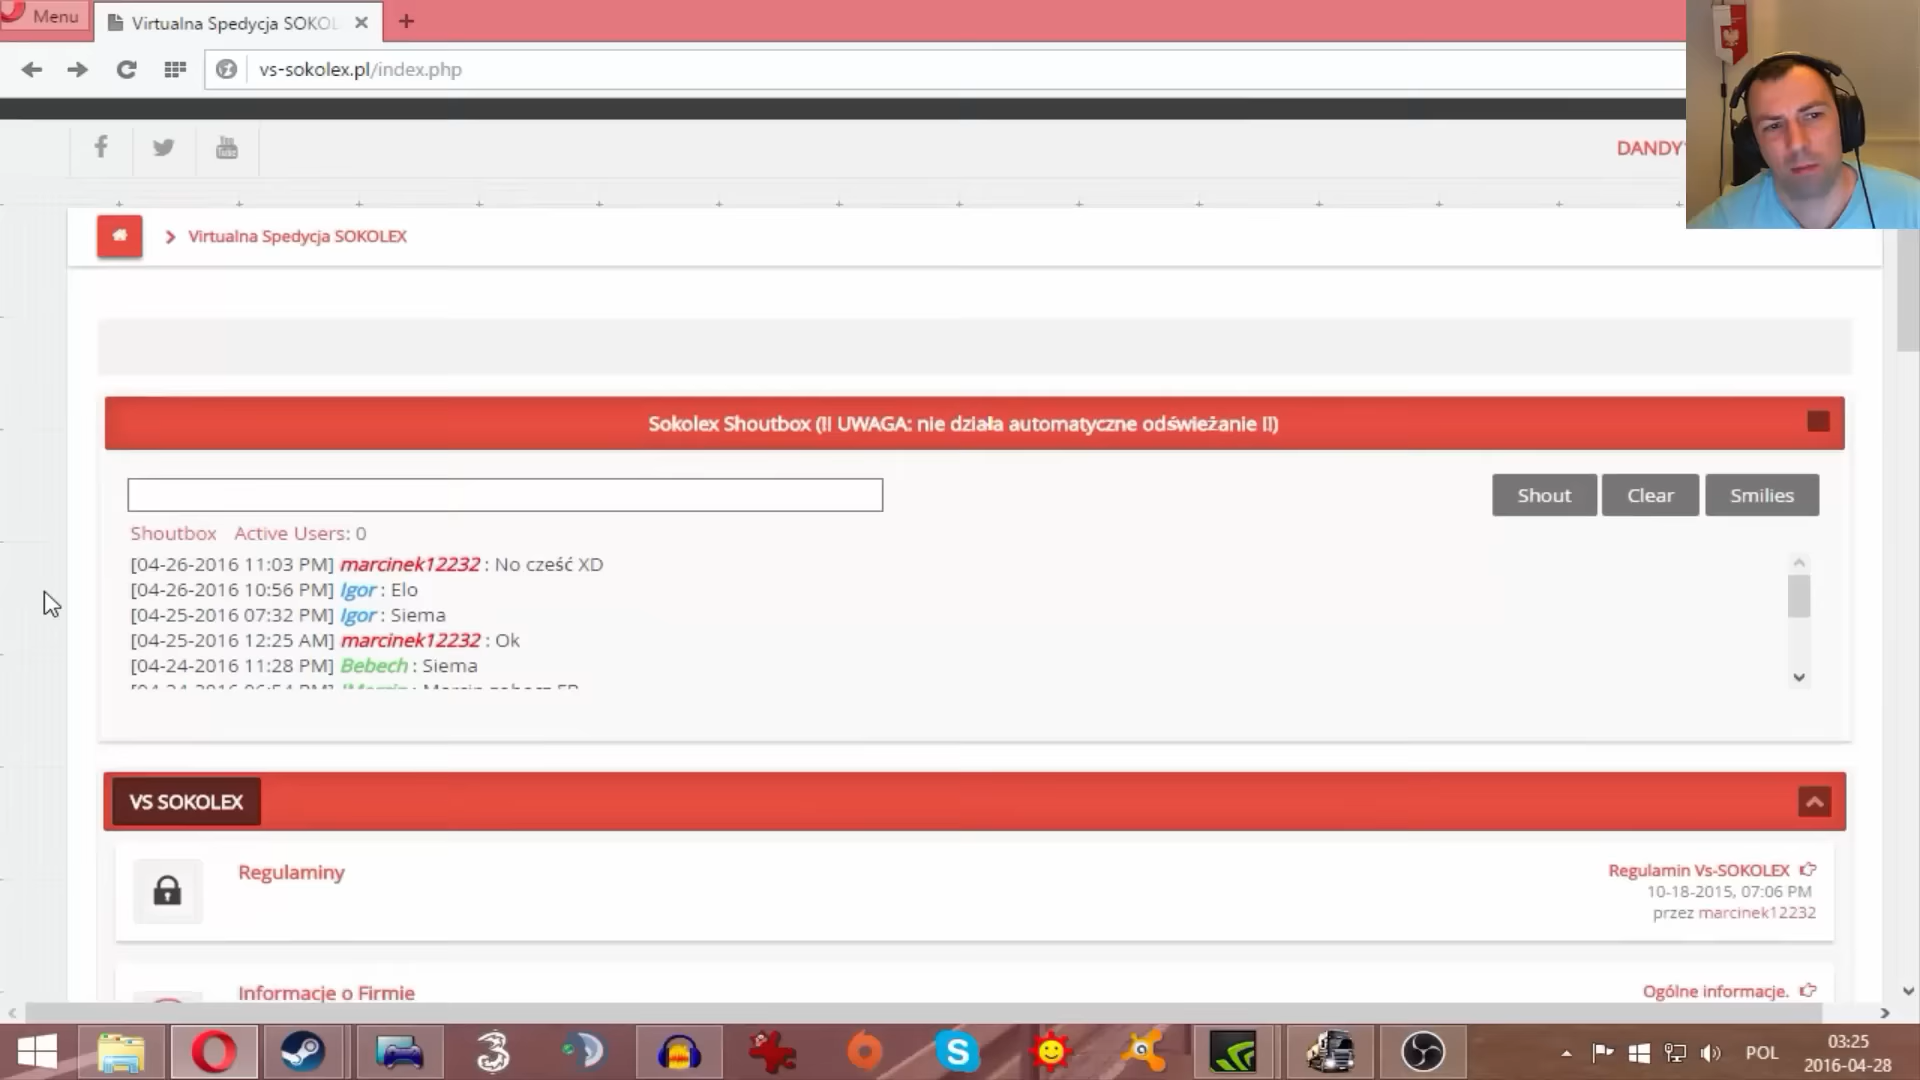 Menu
Virtualna Spedycja SOKOL
vs-sokolex.pl/index.php
You
Tube
DANDY
Virtualna Spedycja SOKOLEX
Sokolex Shoutbox (!! UWAGA: nie działa automatyczne odświeżanie !!)
Shout
Clear
Smilies
Shoutbox Active Users: 0
[04-26-2016 11:03 PM] marcinek12232 : No cześć XD
[04-26-2016 10:56 PM] Igor : Elo
[04-25-2016 07:32 PM] Igor : Siema
[04-25-2016 12:25 AM] marcinek12232 : Ok
[04-24-2016 11:28 PM] Bebech : Siema
VS SOKOLEX
Regulaminy
Regulamin Vs-SOKOLEX
10-18-2015, 07:06 PM
przez marcinek12232
Informacje o Firmie
Ogólne informacje.
POL
03:25
2016-04-28